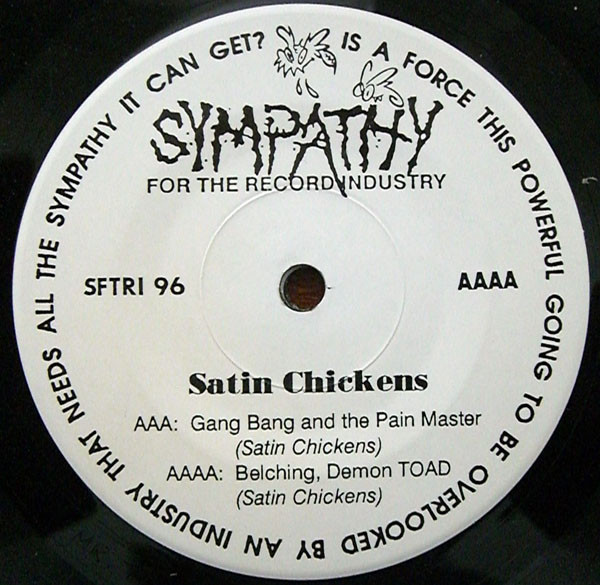 IS A FORCE THIS POWERFUL GOING TO BE OVERLOOKED BY AN INDUSTRY THAT NEEDS ALL THE SYMPATHY IT CAN GET?
SYMPATHY
FOR THE RECORD INDUSTRY
SFTRI 96
AAAA
Satin Chickens
AAA: Gang Bang and the Pain Master
(Satin Chickens)
AAAA: Belching, Demon TOAD
(Satin Chickens)